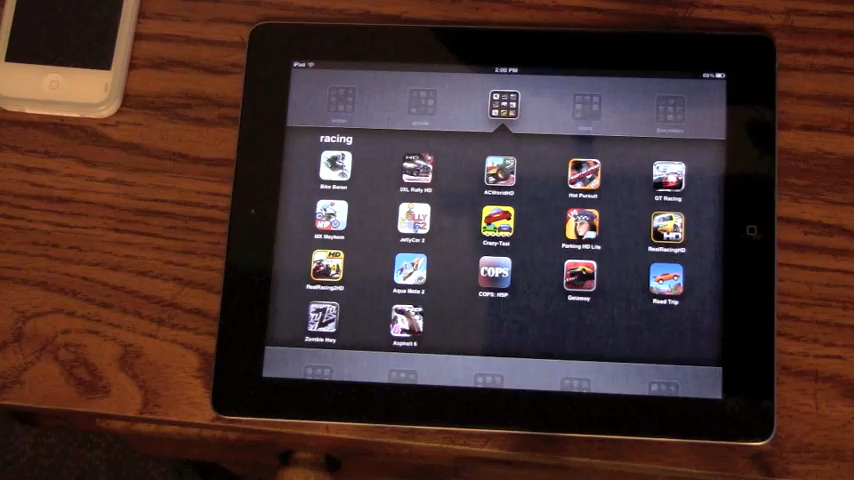 iPad
2:00 PM
69%
racing
Bike Baron
2XL Rally HD
ACWorldHD
Hot Pursuit
GT Racing
MX Mayhem
JellyCar 2
Crazy-Taxi
Parking HD Lite
RealRacingHD
RealRacing2HD
Aqua Moto 2
COPS
COPS: HSP
Getaway
Road Trip
Zombie Hwy
Asphalt 6